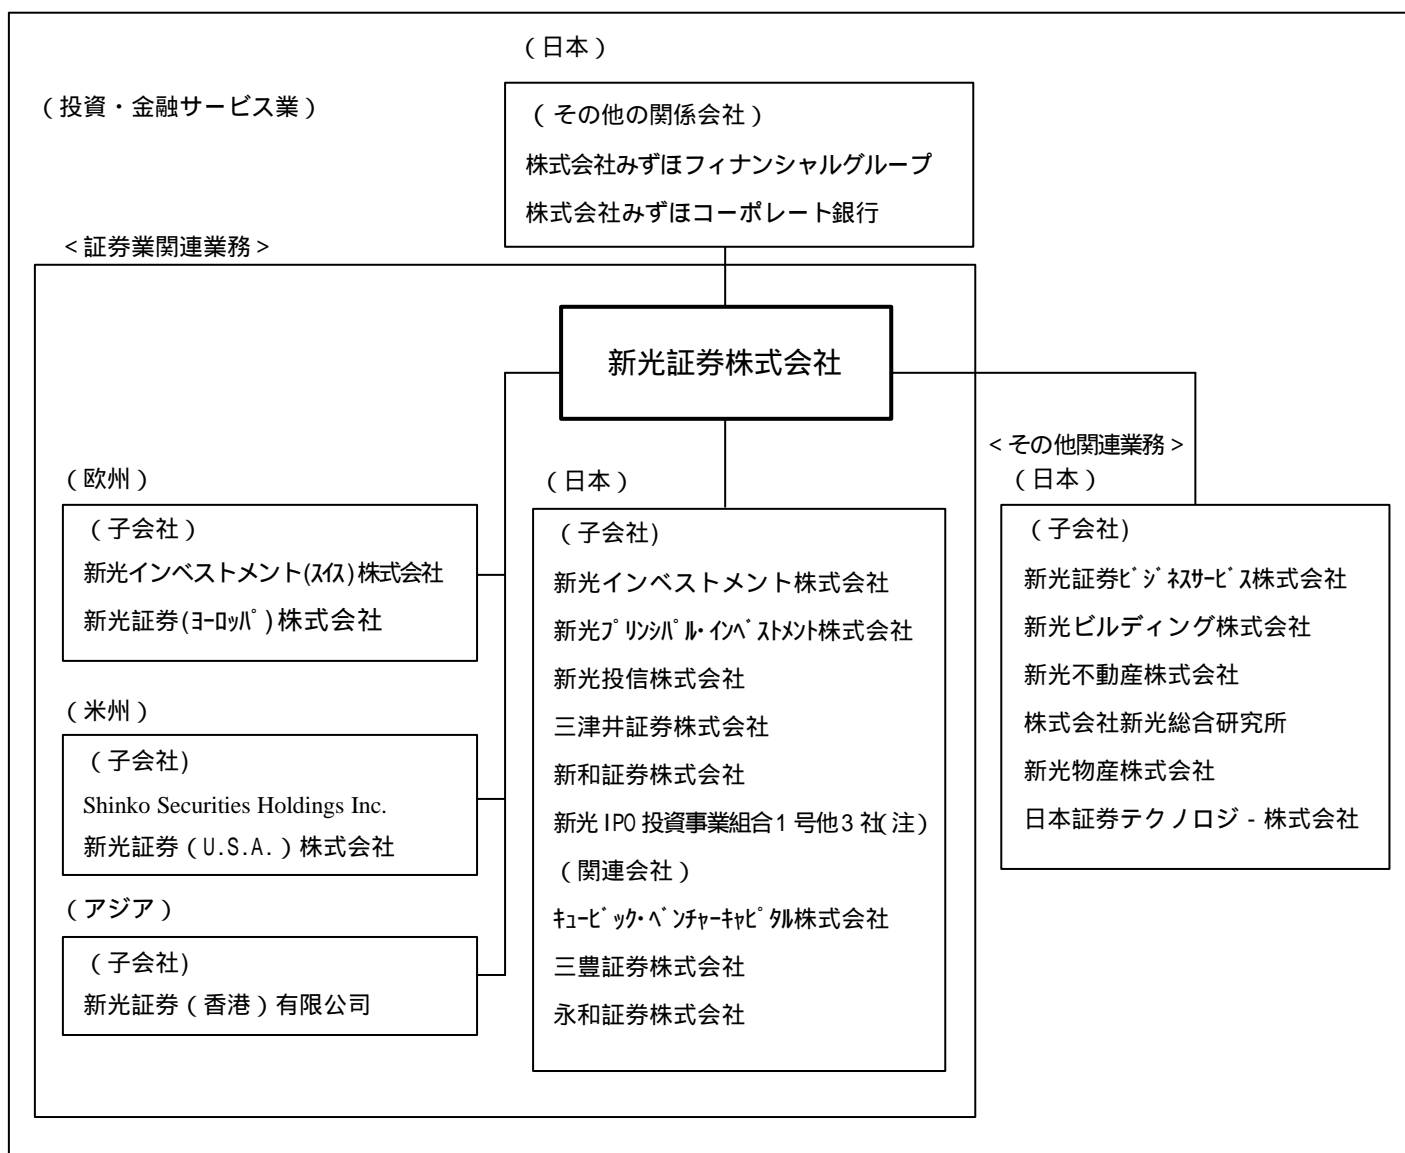 （日本）
（投資・金融サービス業）
（その他の関係会社）
株式会社みずほフィナンシャルグループ
株式会社みずほコーポレート銀行
＜証券業関連業務＞
新光証券株式会社
（欧州）
（子会社）
新光インベストメント(ｽｲｽ)株式会社
新光証券(ﾖｰﾛｯﾊﾟ)株式会社
（米州）
（子会社)
Shinko Securities Holdings Inc.
新光証券（U.S.A.）株式会社
（アジア）
（子会社)
新光証券（香港）有限公司
（日本）
（子会社)
新光インベストメント株式会社
新光ﾌﾟﾘﾝｼﾊﾟﾙ･ｲﾝﾍﾞｽﾄﾒﾝﾄ株式会社
新光投信株式会社
三津井証券株式会社
新和証券株式会社
新光IPO投資事業組合1号他3社(注）
（関連会社）
ｷｭｰﾋﾞｯｸ･ﾍﾞﾝﾁｬｰｷｬﾋﾟﾀﾙ株式会社
三豊証券株式会社
永和証券株式会社
＜その他関連業務＞
（日本）
（子会社)
新光証券ﾋﾞｼﾞﾈｽｻｰﾋﾞｽ株式会社
新光ビルディング株式会社
新光不動産株式会社
株式会社新光総合研究所
新光物産株式会社
日本証券テクノロジ-株式会社